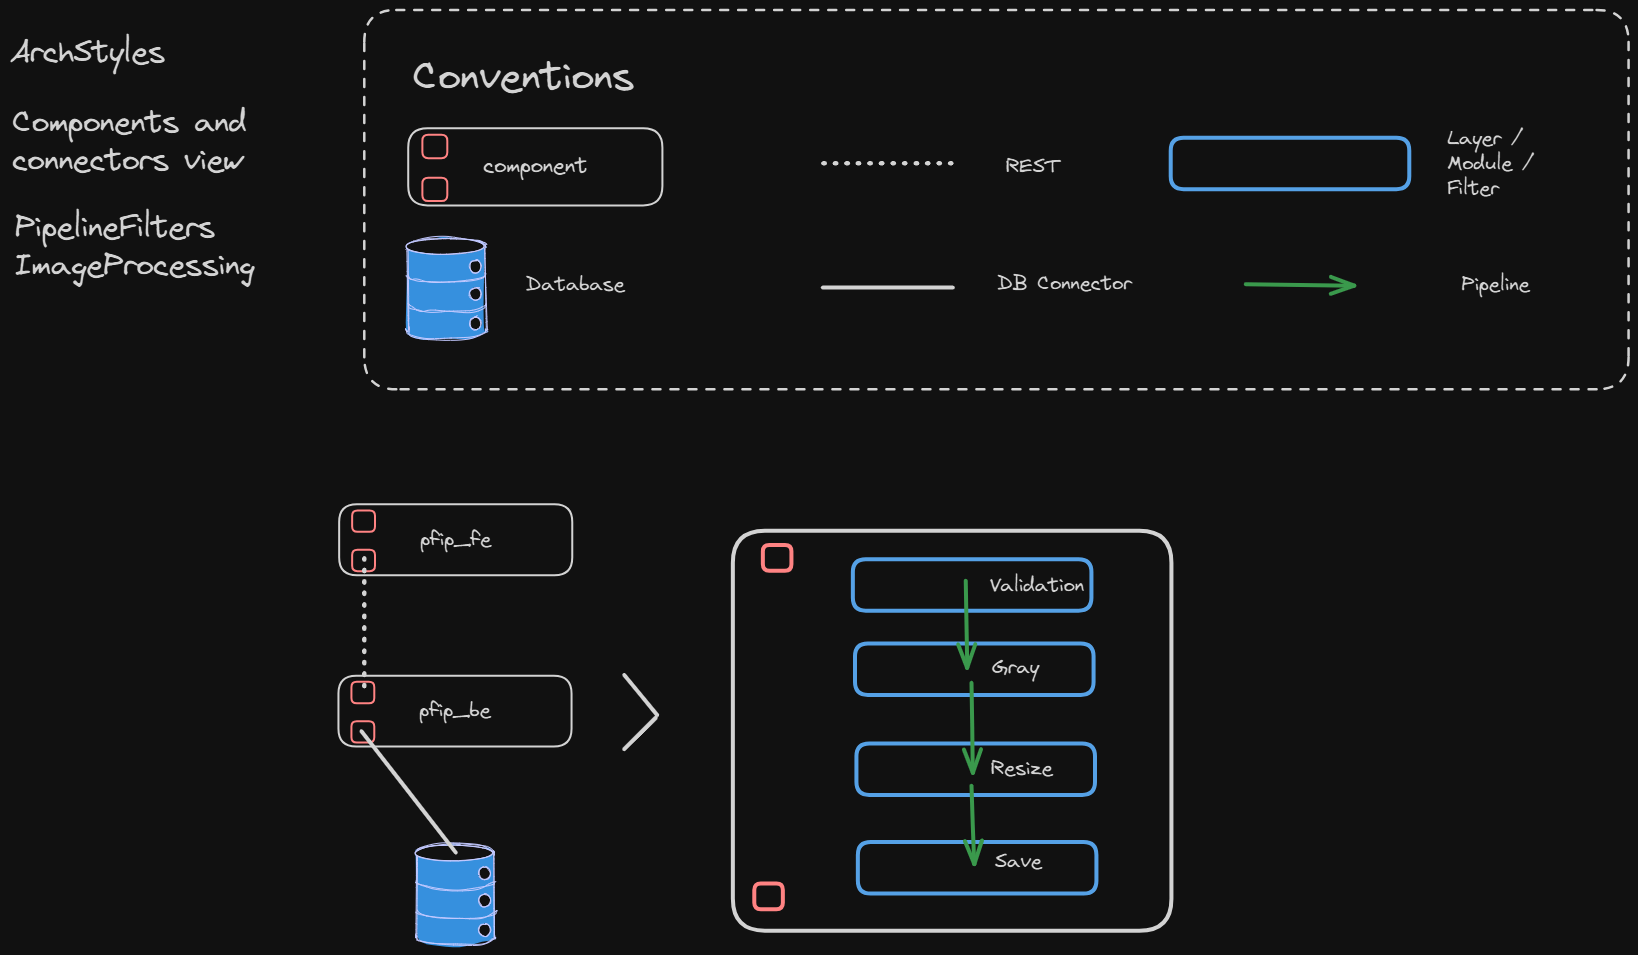 ArchStyles
Components and
connectors view
PipelineFilters
ImageProcessing
Conventions
component
REST
Layer /
Module /
Filter
Database
DB Connector
Pipeline
pfip_fe
pfip_be
Validation
Gray
Resize
Save